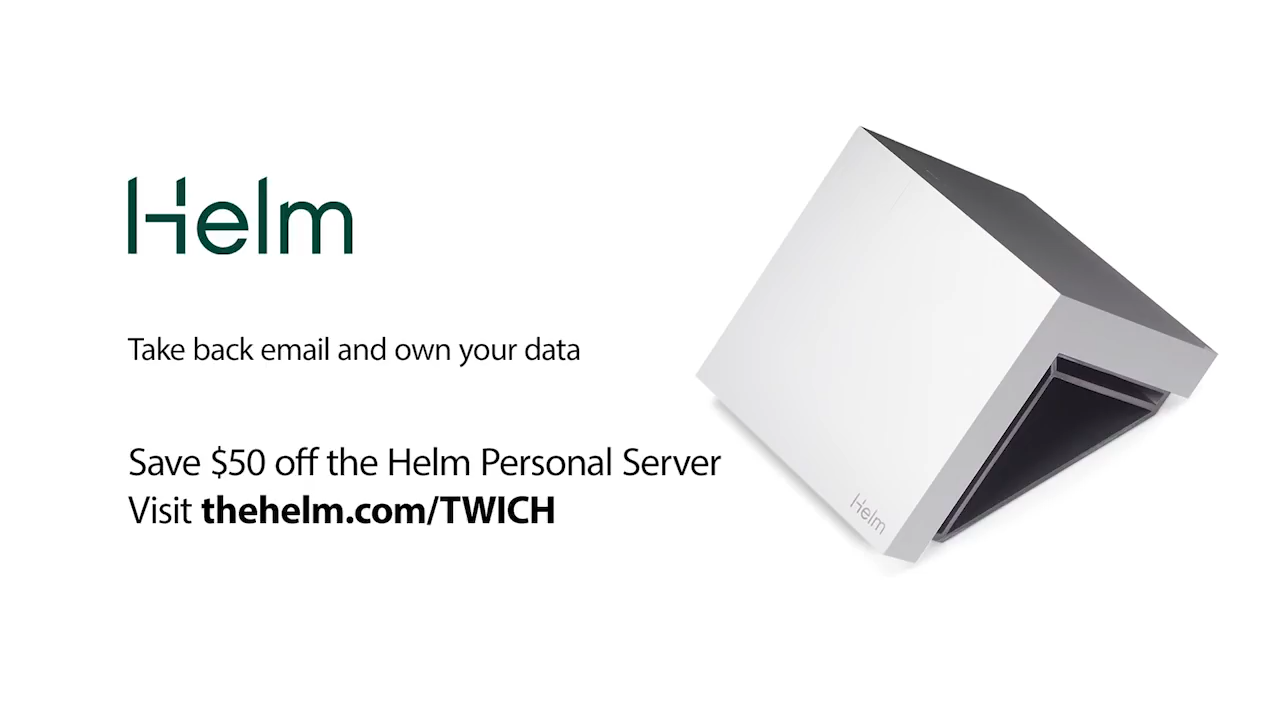 Helm
Take back email and own your data
Save $50 off the Helm Personal Server
Visit thehelm.com/TWICH
Helm